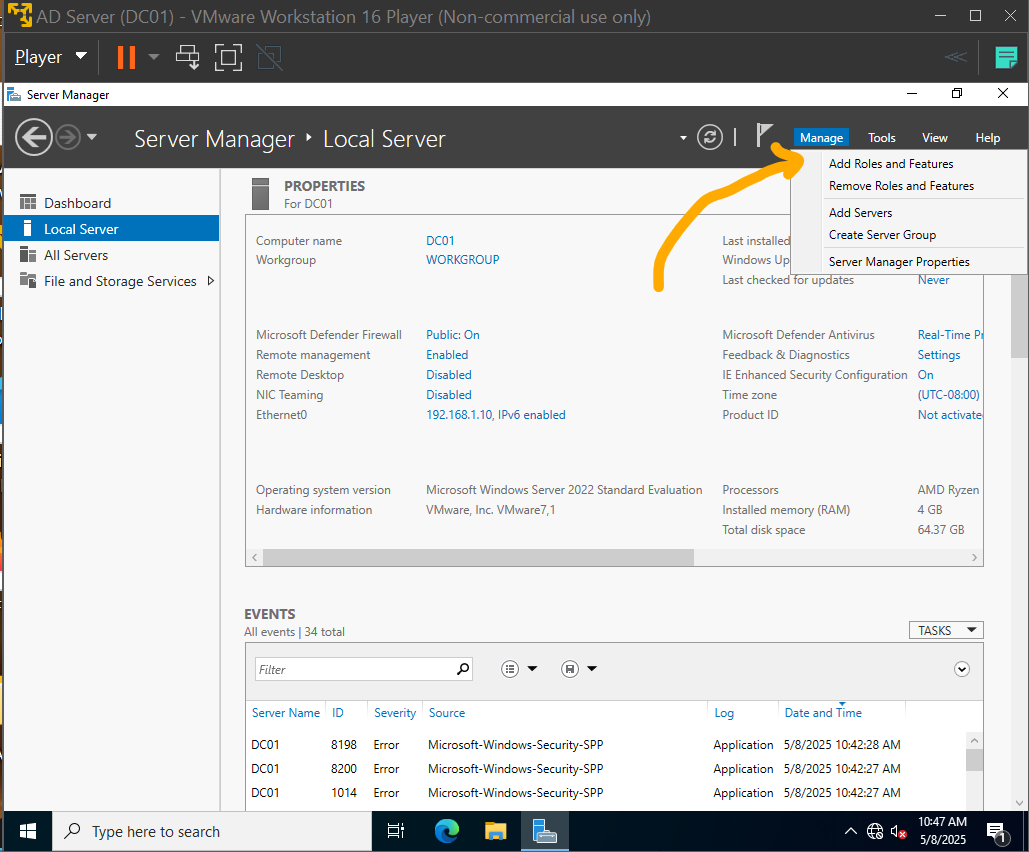 AD Server (DC01) - VMware Workstation 16 Player (Non-commercial use only)
Player
Server Manager
Server Manager Local Server
Manage Tools View Help
Add Roles and Features
Remove Roles and Features
Add Servers
Create Server Group
Server Manager Properties
Dashboard
Local Server
All Servers
File and Storage Services
PROPERTIES
For DC01
Computer name DC01 Last installed
Workgroup WORKGROUP Windows Up
Last checked for updates Never
Microsoft Defender Firewall Public: On Microsoft Defender Antivirus Real-Time Pr
Remote management Enabled Feedback & Diagnostics Settings
Remote Desktop Disabled IE Enhanced Security Configuration On
NIC Teaming Disabled Time zone (UTC-08:00)
Ethernet0 192.168.1.10, IPv6 enabled Product ID Not activate
Operating system version Microsoft Windows Server 2022 Standard Evaluation Processors AMD Ryzen
Hardware information VMware, Inc. VMware7,1 Installed memory (RAM) 4 GB
Total disk space 64.37 GB
EVENTS
All events | 34 total
TASKS
Filter
Server Name ID Severity Source Log Date and Time
DC01 8198 Error Microsoft-Windows-Security-SPP Application 5/8/2025 10:42:28 AM
DC01 8200 Error Microsoft-Windows-Security-SPP Application 5/8/2025 10:42:27 AM
DC01 1014 Error Microsoft-Windows-Security-SPP Application 5/8/2025 10:42:27 AM
Type here to search
10:47 AM
5/8/2025
1